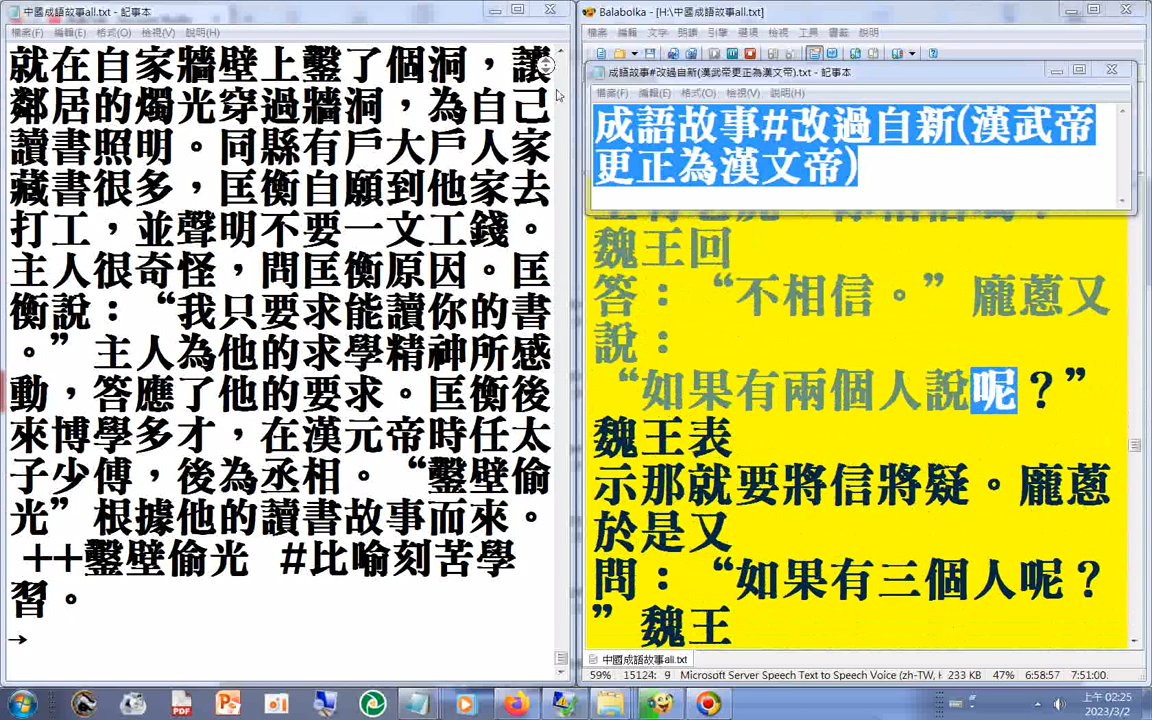 中國成語故事all.txt - 記事本
檔案(F) 編輯(E) 格式(O) 檢視(V) 說明(H)
就在自家牆壁上鑿了個洞，讓
鄰居的燭光穿過牆洞，為自己
讀書照明。同縣有戶大戶人家
藏書很多，匡衡自願到他家去
打工，並聲明不要一文工錢。
主人很奇怪，問匡衡原因。匡
衡說：“我只要求能讀你的書
。”主人為他的求學精神所感
動，答應了他的要求。匡衡後
來博學多才，在漢元帝時任太
子少傅，後為丞相。“鑿壁偷
光”根據他的讀書故事而來。
++鑿壁偷光 #比喻刻苦學
習。
→
Balabolka - [H:\中國成語故事all.txt]
檔案 編輯 文字 朗讀 引擎 選項 檢視 工具 書籤 說明
成語故事#改過自新(漢武帝更正為漢文帝).txt - 記事本
檔案(F) 編輯(E) 格式(O) 檢視(V) 說明(H)
成語故事#改過自新(漢武帝
更正為漢文帝)
魏王回
答：“不相信。”龐蔥又
說：
“如果有兩個人說呢？”
魏王表
示那就要將信將疑。龐蔥
於是又
問：“如果有三個人呢？
”魏王
中國成語故事all.txt
59% 15124: 9 Microsoft Server Speech Text to Speech Voice (zh-TW, H 233 KB 47% 6:58:57 7:51:00.
上午 02:25
2023/3/2